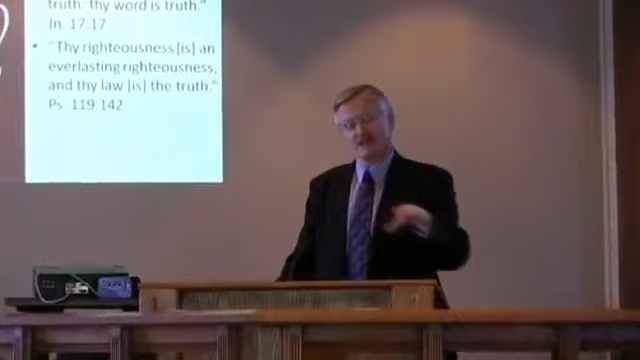 truth: thy word is truth."
Jn. 17:17
• "Thy righteousness [is] an
everlasting righteousness,
and thy law [is] the truth."
Ps. 119:142